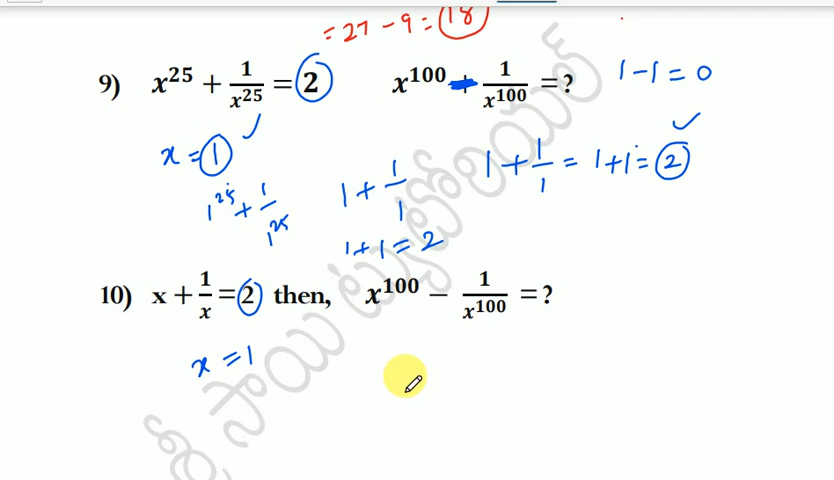 = 27 - 9 = 18
9) x²⁵ + 1/x²⁵ = 2 x¹⁰⁰ + 1/x¹⁰⁰ = ? 1 - 1 = 0
x = 1 1 + 1/1 1 + 1/1 = 1 + 1 = 2
1²⁵ + 1/1²⁵
1 + 1 = 2
10) x + 1/x = 2 then, x¹⁰⁰ − 1/x¹⁰⁰ = ?
x = 1